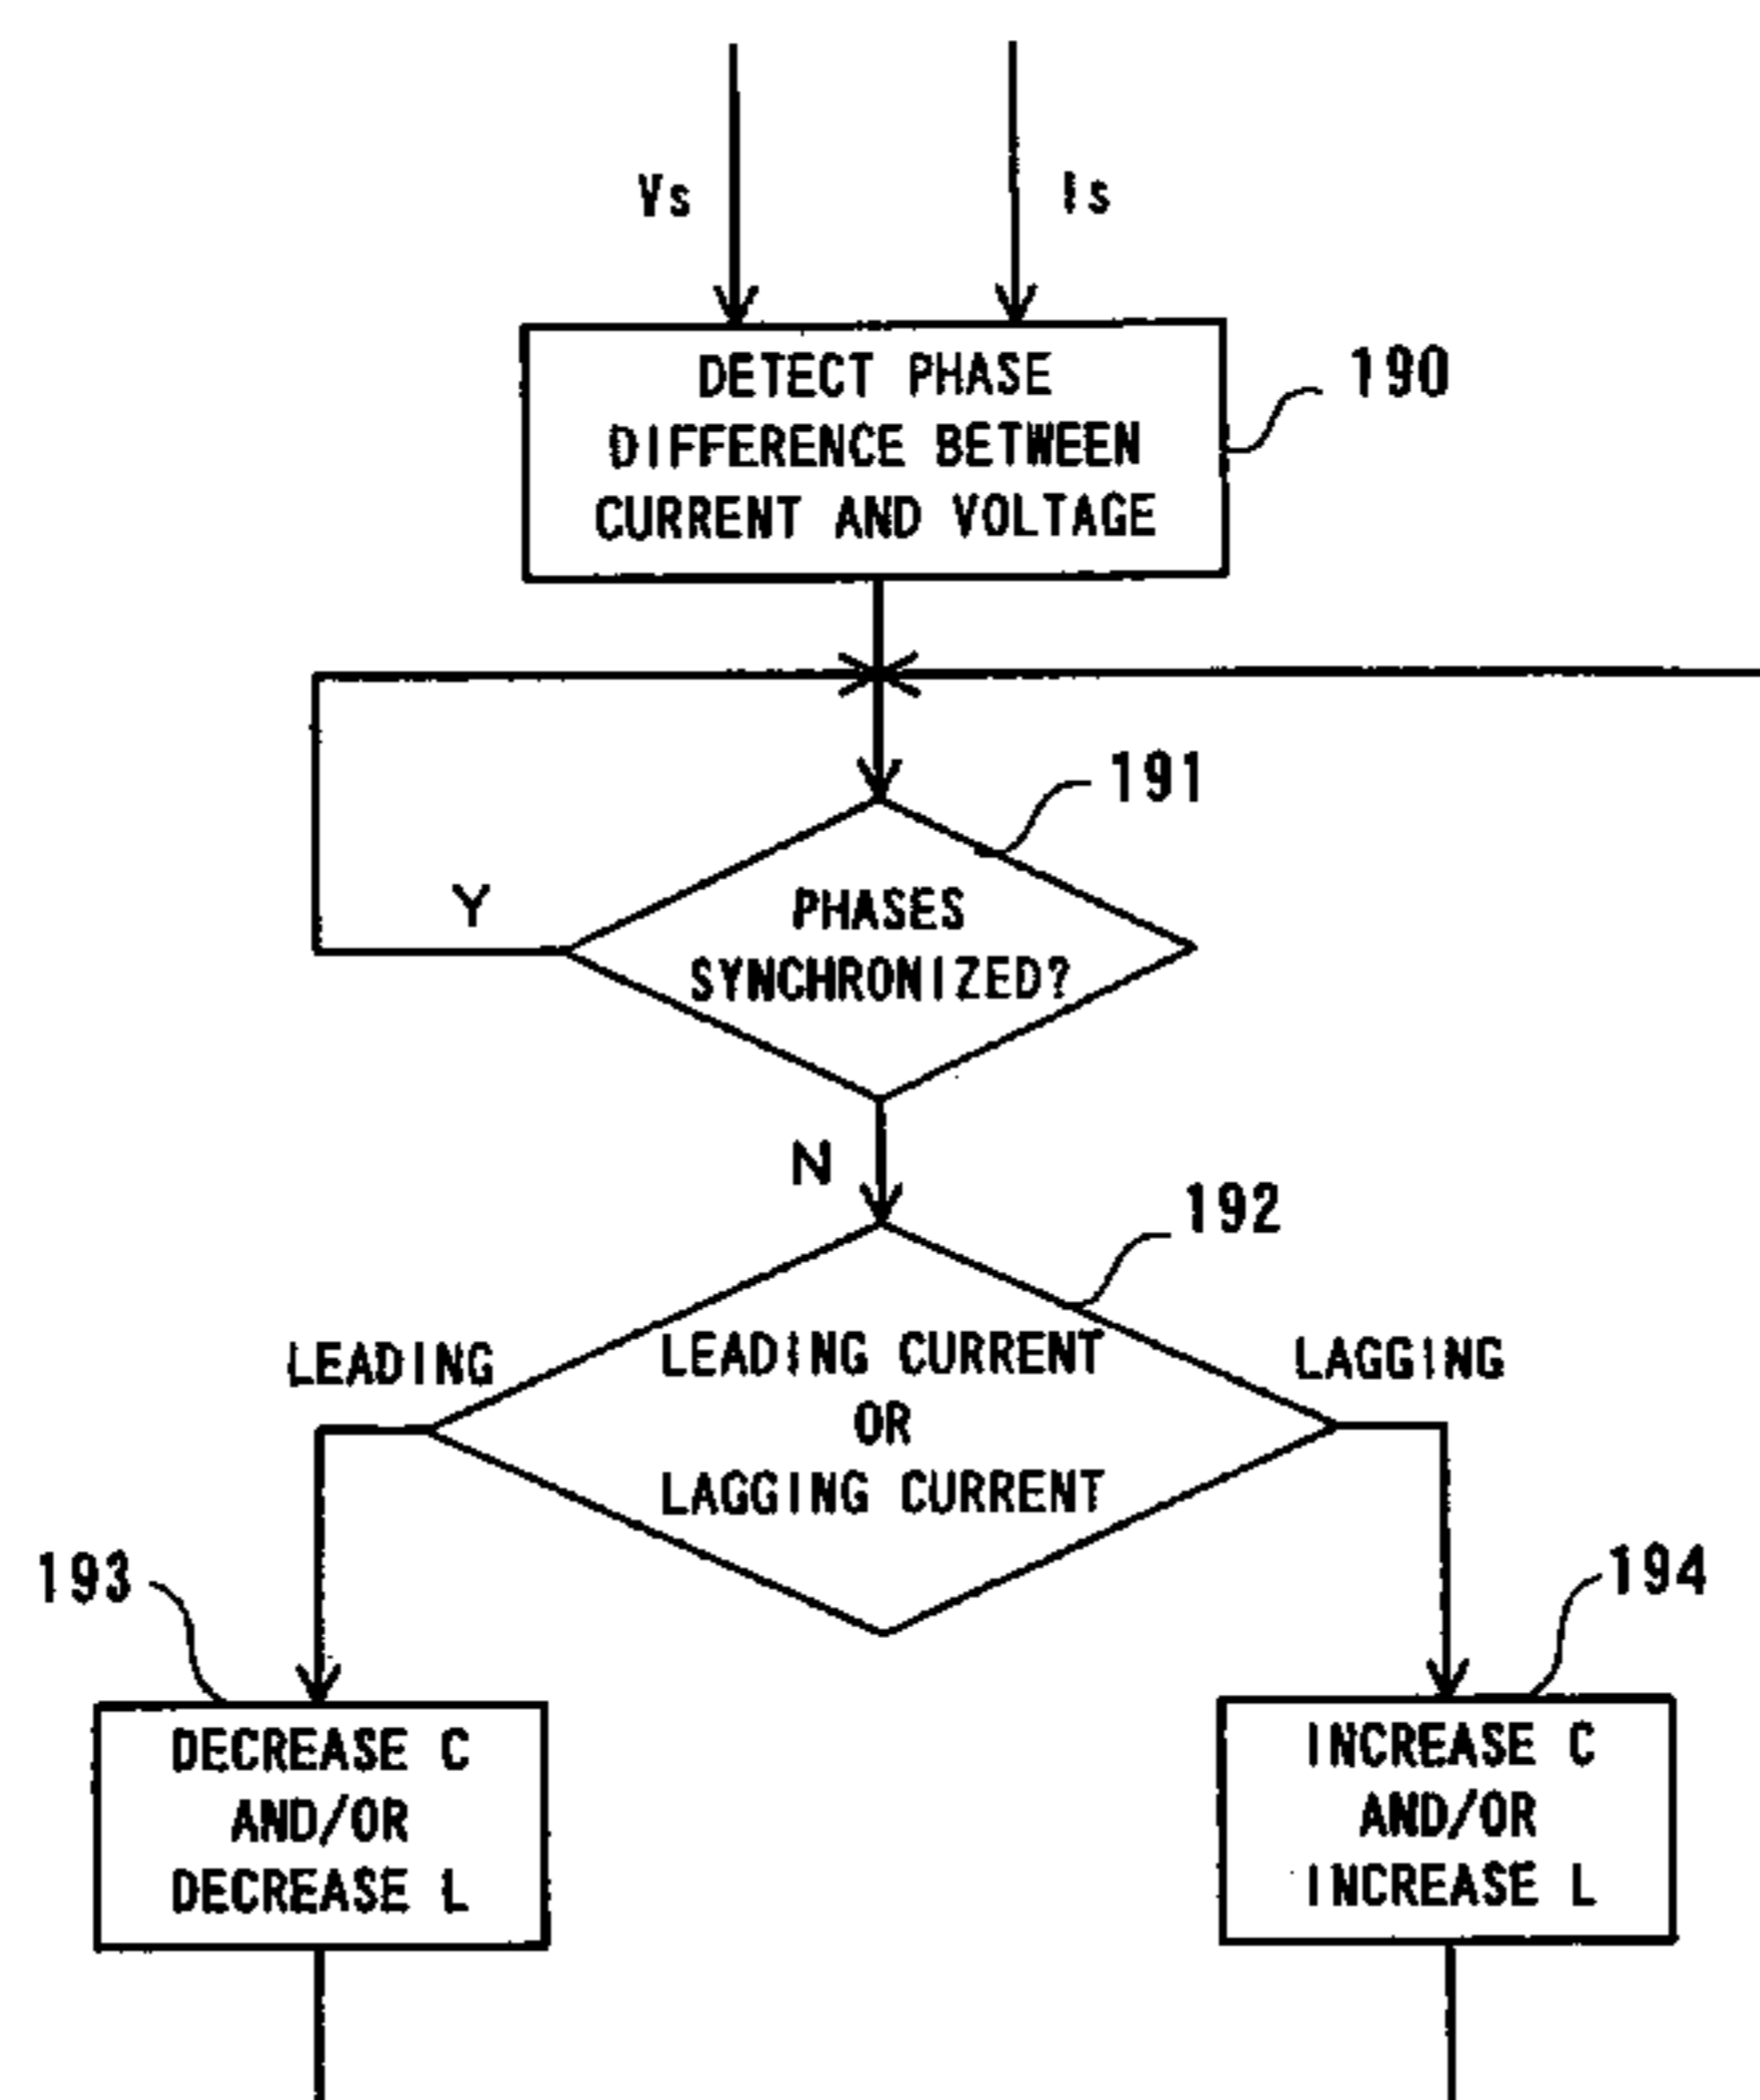 Vs
Is
DETECT PHASE
DIFFERENCE BETWEEN
CURRENT AND VOLTAGE
190
191
Y
PHASES
SYNCHRONIZED?
N
192
LEADING
LEADING CURRENT
OR
LAGGING CURRENT
LAGGING
193
194
DECREASE C
AND/OR
DECREASE L
INCREASE C
AND/OR
INCREASE L